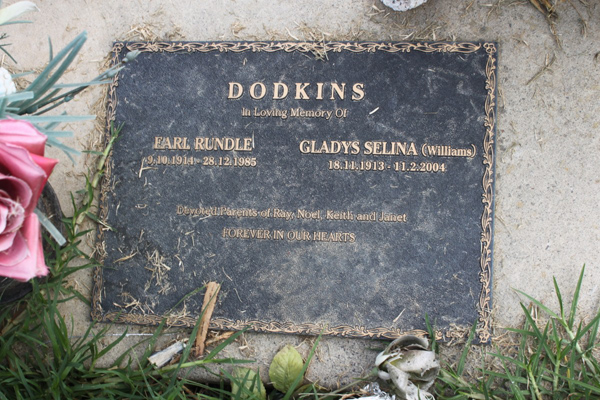 DODKINS
In Loving Memory Of
EARL RUNDLE GLADYS SELINA (Williams)
9.10.1914 - 28.12.1985 18.11.1913 - 11.2.2004
Devoted Parents of Ray, Noel, Keith and Janet
FOREVER IN OUR HEARTS